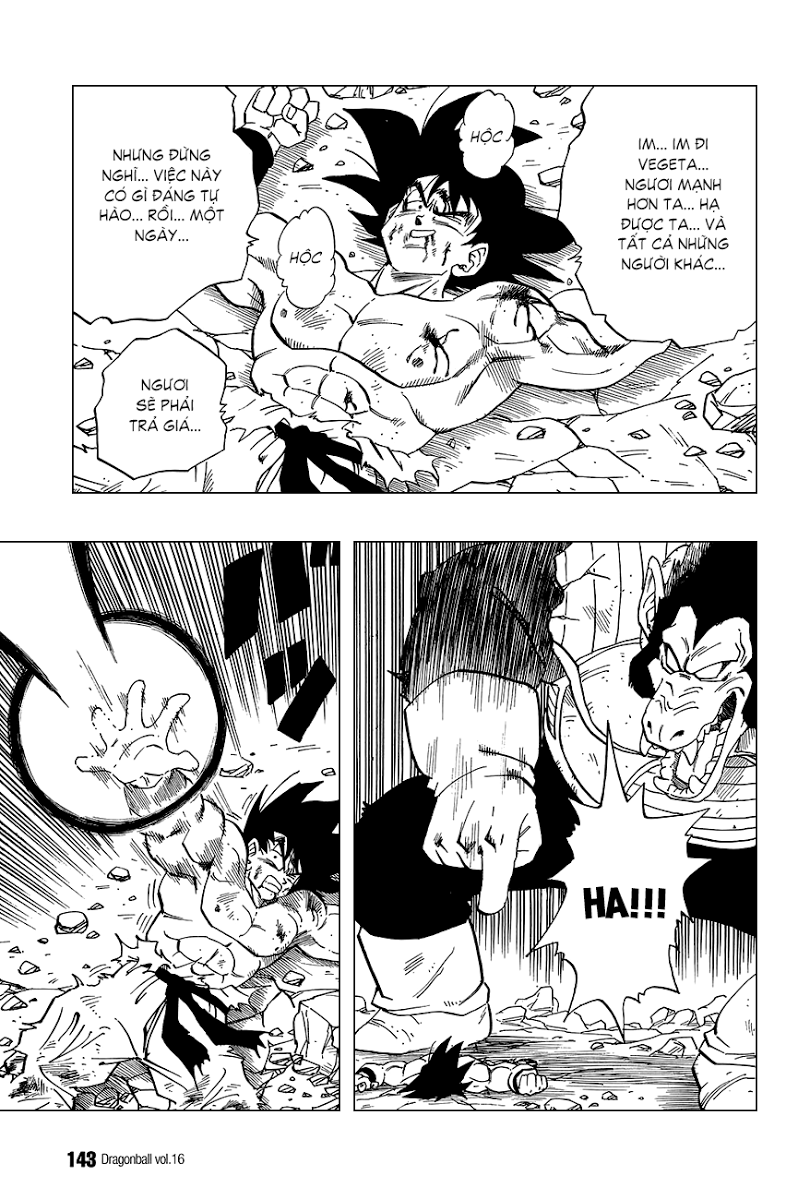 IM... IM ĐI
VEGETA...
NGƯƠI MẠNH
HƠN TA... HẠ
ĐƯỢC TA... VÀ
TẤT CẢ NHỮNG
NGƯỜI KHÁC...
HỘC
NHƯNG ĐỪNG
NGHĨ... VIỆC NÀY
CÓ GÌ ĐÁNG TỰ
HÀO... RỒI... MỘT
NGÀY...
HỘC
NGƯƠI
SẼ PHẢI
TRẢ GIÁ...
HA!!!
143 Dragonball vol.16